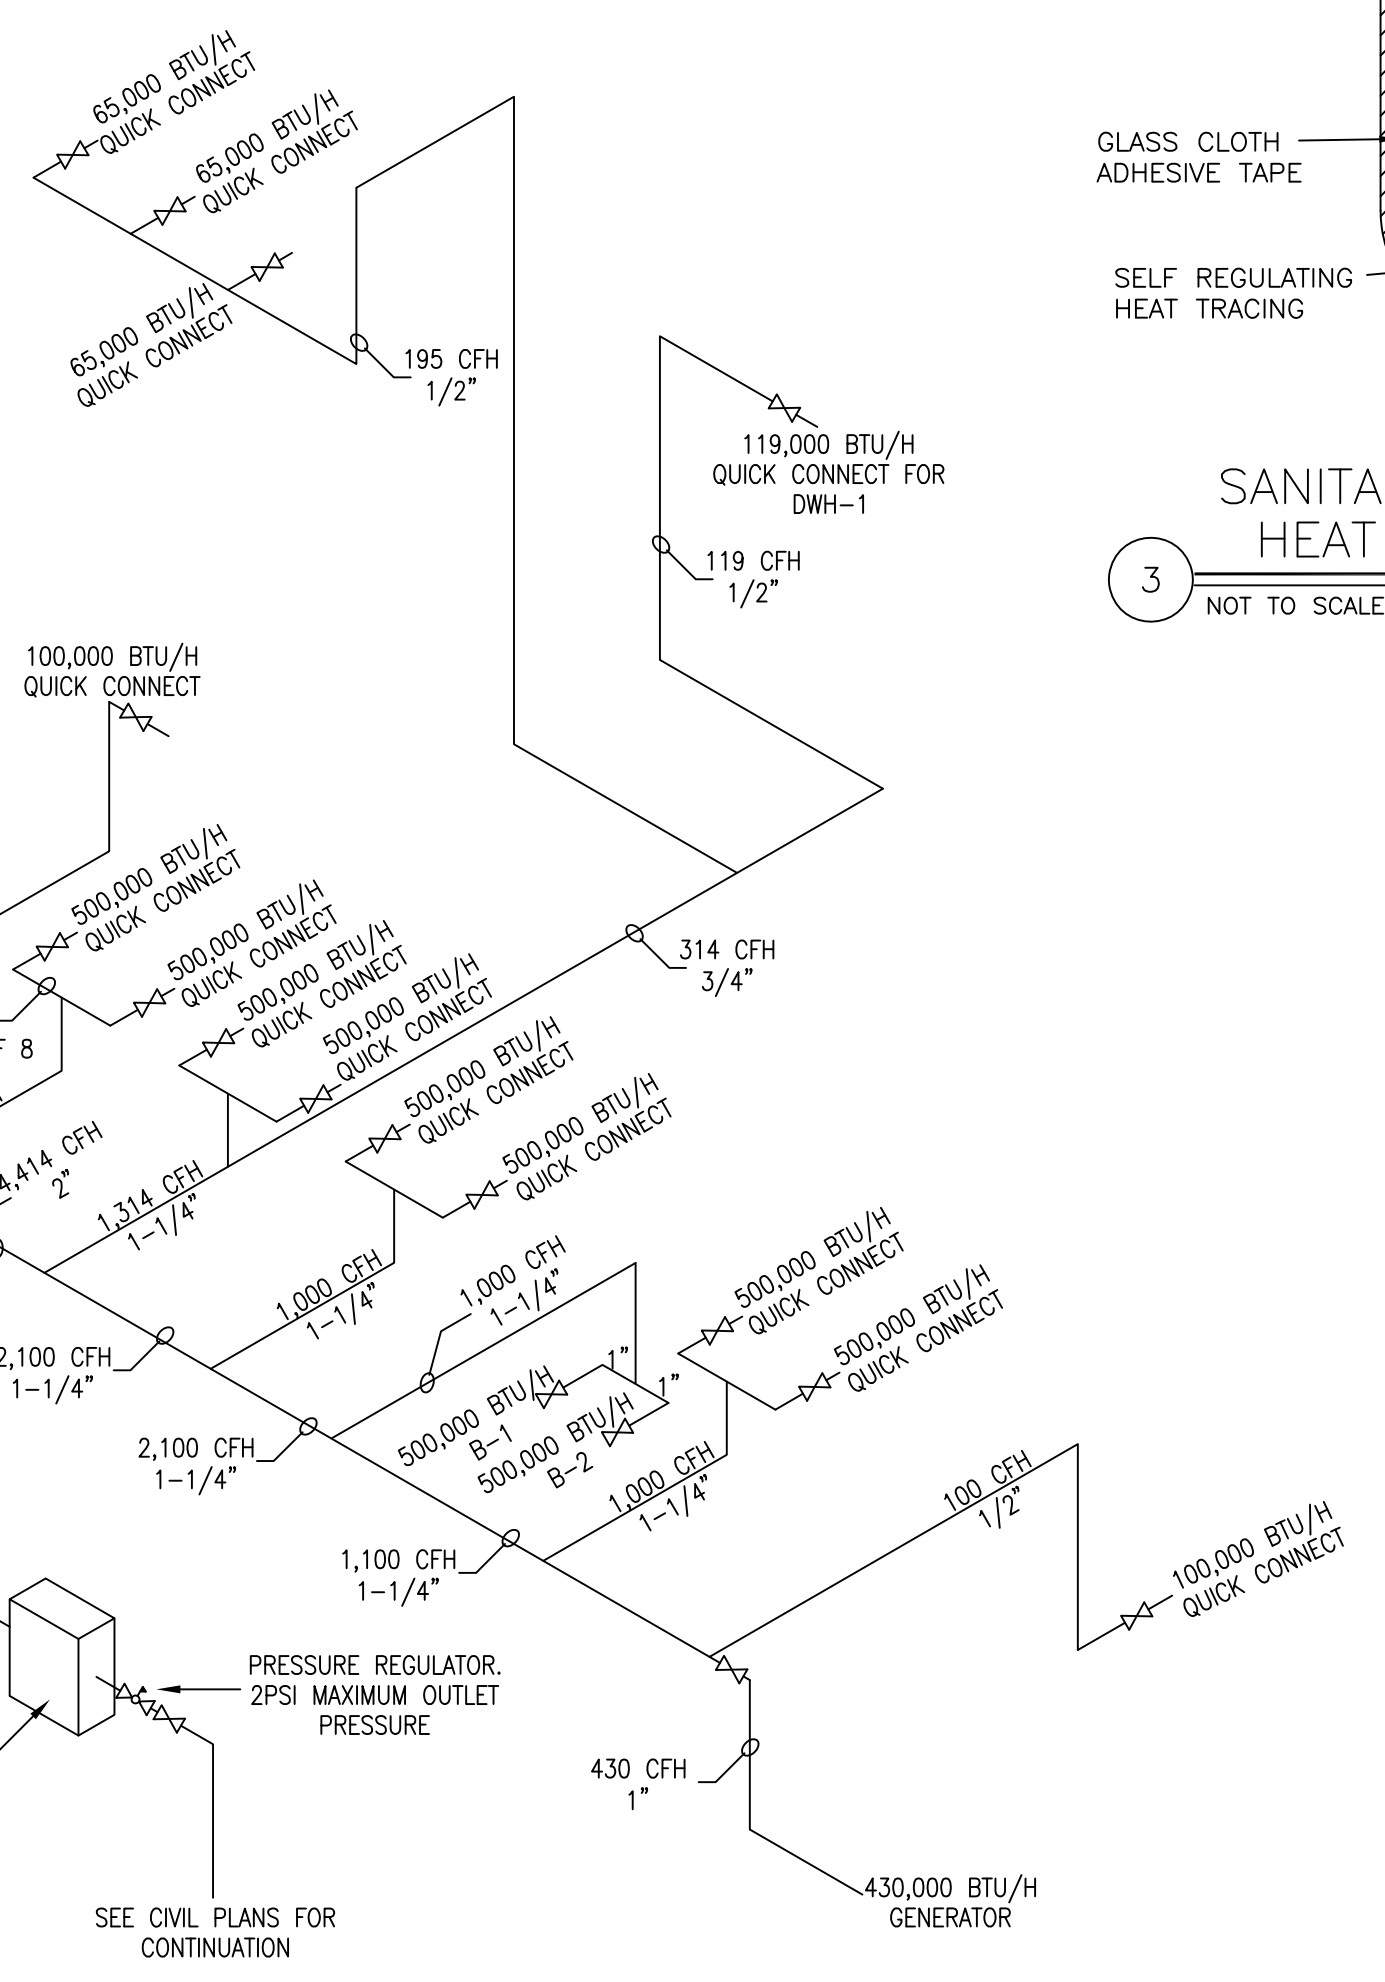 65,000 BTU/H
QUICK CONNECT
65,000 BTU/H
QUICK CONNECT
65,000 BTU/H
QUICK CONNECT
195 CFH
1/2"
GLASS CLOTH
ADHESIVE TAPE
SELF REGULATING
HEAT TRACING
119,000 BTU/H
QUICK CONNECT FOR
DWH-1
119 CFH
1/2"
SANITA
HEAT
3
NOT TO SCALE
100,000 BTU/H
QUICK CONNECT
500,000 BTU/H
QUICK CONNECT
500,000 BTU/H
QUICK CONNECT
500,000 BTU/H
QUICK CONNECT
500,000 BTU/H
QUICK CONNECT
314 CFH
3/4"
8
500,000 BTU/H
QUICK CONNECT
500,000 BTU/H
QUICK CONNECT
4,414 CFH
2"
1,314 CFH
1-1/4"
1,000 CFH
1-1/4"
1,000 CFH
1-1/4"
500,000 BTU/H
QUICK CONNECT
500,000 BTU/H
QUICK CONNECT
2,100 CFH
1-1/4"
1"
1"
500,000 BTU/H
B-1
500,000 BTU/H
B-2
2,100 CFH
1-1/4"
1,000 CFH
1-1/4"
100 CFH
1/2"
1,100 CFH
1-1/4"
100,000 BTU/H
QUICK CONNECT
PRESSURE REGULATOR.
2PSI MAXIMUM OUTLET
PRESSURE
430 CFH
1"
430,000 BTU/H
GENERATOR
SEE CIVIL PLANS FOR
CONTINUATION